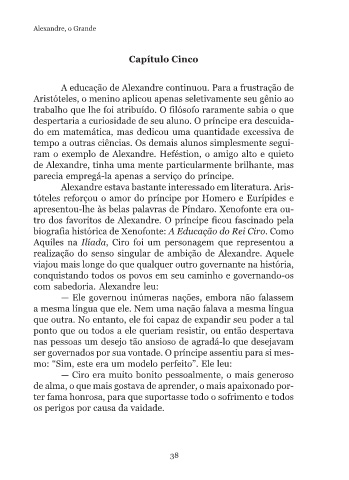 Alexandre, o Grande
Capítulo Cinco
A educação de Alexandre continuou. Para a frustração de
Aristóteles, o menino aplicou apenas seletivamente seu gênio ao
trabalho que lhe foi atribuído. O filósofo raramente sabia o que
despertaria a curiosidade de seu aluno. O príncipe era descuida-
do em matemática, mas dedicou uma quantidade excessiva de
tempo a outras ciências. Os demais alunos simplesmente segui-
ram o exemplo de Alexandre. Heféstion, o amigo alto e quieto
de Alexandre, tinha uma mente particularmente brilhante, mas
parecia empregá-la apenas a serviço do príncipe.
Alexandre estava bastante interessado em literatura. Aris-
tóteles reforçou o amor do príncipe por Homero e Eurípides e
apresentou-lhe às belas palavras de Píndaro. Xenofonte era ou-
tro dos favoritos de Alexandre. O príncipe ficou fascinado pela
biografia histórica de Xenofonte: A Educação do Rei Ciro. Como
Aquiles na Ilíada, Ciro foi um personagem que representou a
realização do senso singular de ambição de Alexandre. Aquele
viajou mais longe do que qualquer outro governante na história,
conquistando todos os povos em seu caminho e governando-os
com sabedoria. Alexandre leu:
— Ele governou inúmeras nações, embora não falassem
a mesma língua que ele. Nem uma nação falava a mesma língua
que outra. No entanto, ele foi capaz de expandir seu poder a tal
ponto que ou todos a ele queriam resistir, ou então despertava
nas pessoas um desejo tão ansioso de agradá-lo que desejavam
ser governados por sua vontade. O príncipe assentiu para si mes-
mo: “Sim, este era um modelo perfeito”. Ele leu:
— Ciro era muito bonito pessoalmente, o mais generoso
de alma, o que mais gostava de aprender, o mais apaixonado por-
ter fama honrosa, para que suportasse todo o sofrimento e todos
os perigos por causa da vaidade.
38